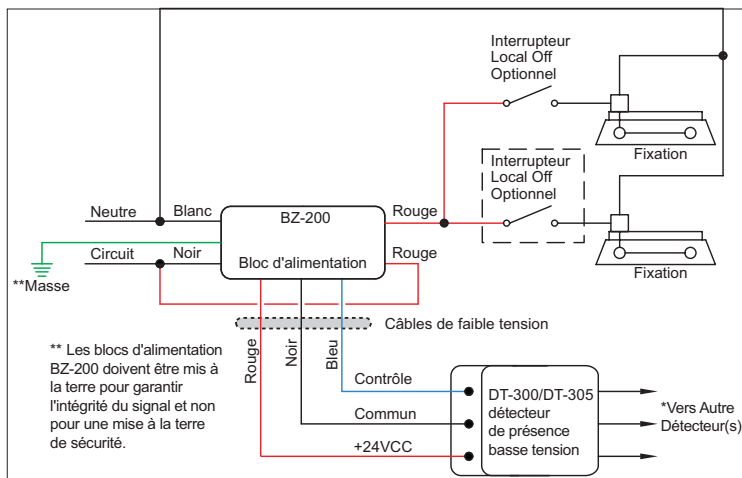 Interrupteur
Local Off
Optionnel
Fixation
Interrupteur
Local Off
Optionnel
Fixation
Neutre
Blanc
BZ-200
Rouge
Circuit
Noir
Bloc d'alimentation
Rouge
**Masse
Câbles de faible tension
** Les blocs d'alimentation
BZ-200 doivent être mis à
la terre pour garantir
l'intégrité du signal et non
pour une mise à la terre
de sécurité.
Rouge
Noir
Bleu
Contrôle
Commun
+24VCC
DT-300/DT-305
détecteur
de présence
basse tension
*Vers Autre
Détecteur(s)